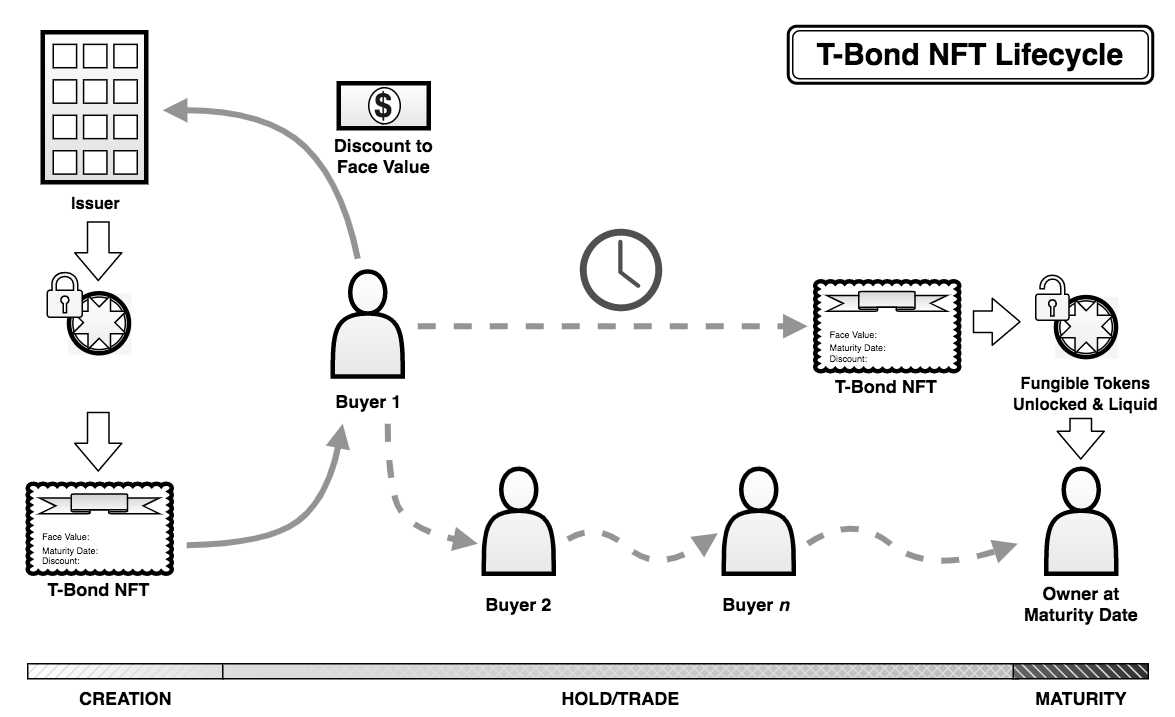 T-Bond NFT Lifecycle
$
Discount to
Face Value
Issuer
Buyer 1
Face Value:
Maturity Date:
Discount:
T-Bond NFT
Fungible Tokens
Unlocked & Liquid
Face Value:
Maturity Date:
Discount:
T-Bond NFT
Buyer 2
Buyer n
Owner at
Maturity Date
CREATION
HOLD/TRADE
MATURITY